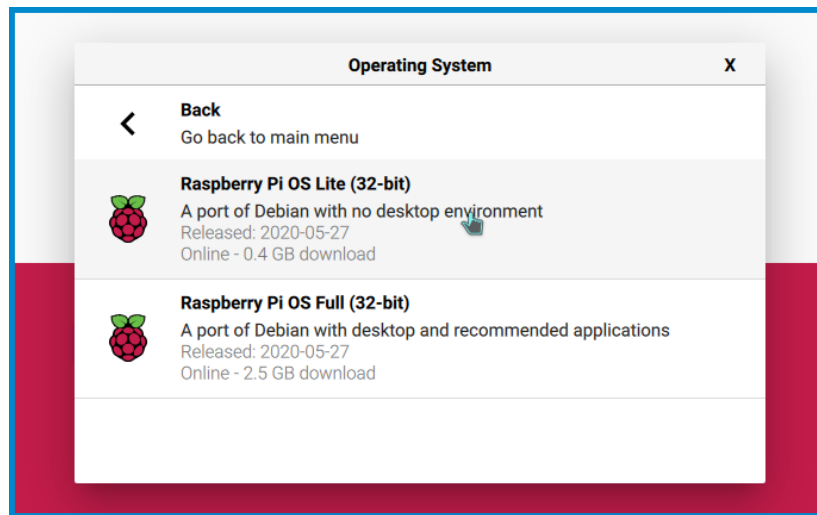 Operating System X
Back
Go back to main menu
Raspberry Pi OS Lite (32-bit)
A port of Debian with no desktop environment
Released: 2020-05-27
Online - 0.4 GB download
Raspberry Pi OS Full (32-bit)
A port of Debian with desktop and recommended applications
Released: 2020-05-27
Online - 2.5 GB download